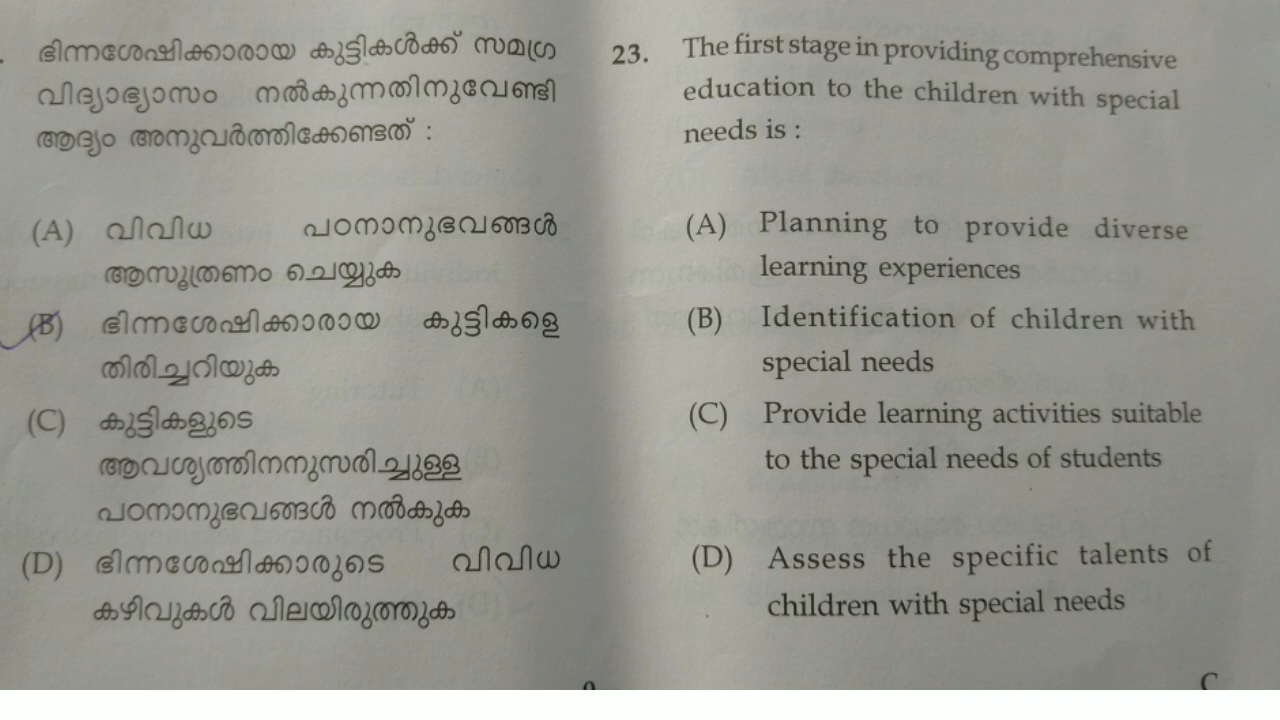 ഭിന്നശേഷിക്കാരായ കുട്ടികൾക്ക് സമഗ്ര
വിദ്യാഭ്യാസം നൽകുന്നതിനുവേണ്ടി
ആദ്യം അനുവർത്തിക്കേണ്ടത് :
(A) വിവിധ പഠനാനുഭവങ്ങൾ
ആസൂത്രണം ചെയ്യുക
(B) ഭിന്നശേഷിക്കാരായ കുട്ടികളെ
തിരിച്ചറിയുക
(C) കുട്ടികളുടെ
ആവശ്യത്തിനനുസരിച്ചുള്ള
പഠനാനുഭവങ്ങൾ നൽകുക
(D) ഭിന്നശേഷിക്കാരുടെ വിവിധ
കഴിവുകൾ വിലയിരുത്തുക
23. The first stage in providing comprehensive
education to the children with special
needs is :
(A) Planning to provide diverse
learning experiences
(B) Identification of children with
special needs
(C) Provide learning activities suitable
to the special needs of students
(D) Assess the specific talents of
children with special needs
C